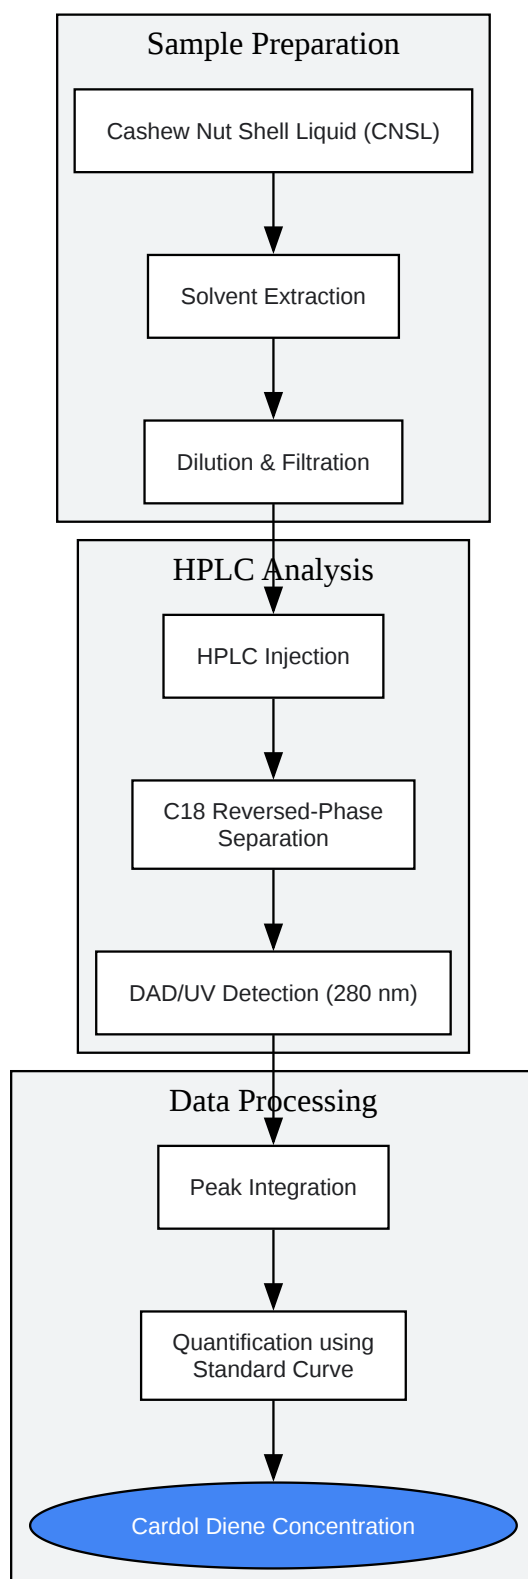 Sample Preparation
Cashew Nut Shell Liquid (CNSL)
Solvent Extraction
Dilution & Filtration
HPLC Analysis
HPLC Injection
C18 Reversed-Phase
Separation
DAD/UV Detection (280 nm)
Data Processing
Peak Integration
Quantification using
Standard Curve
Cardol Diene Concentration